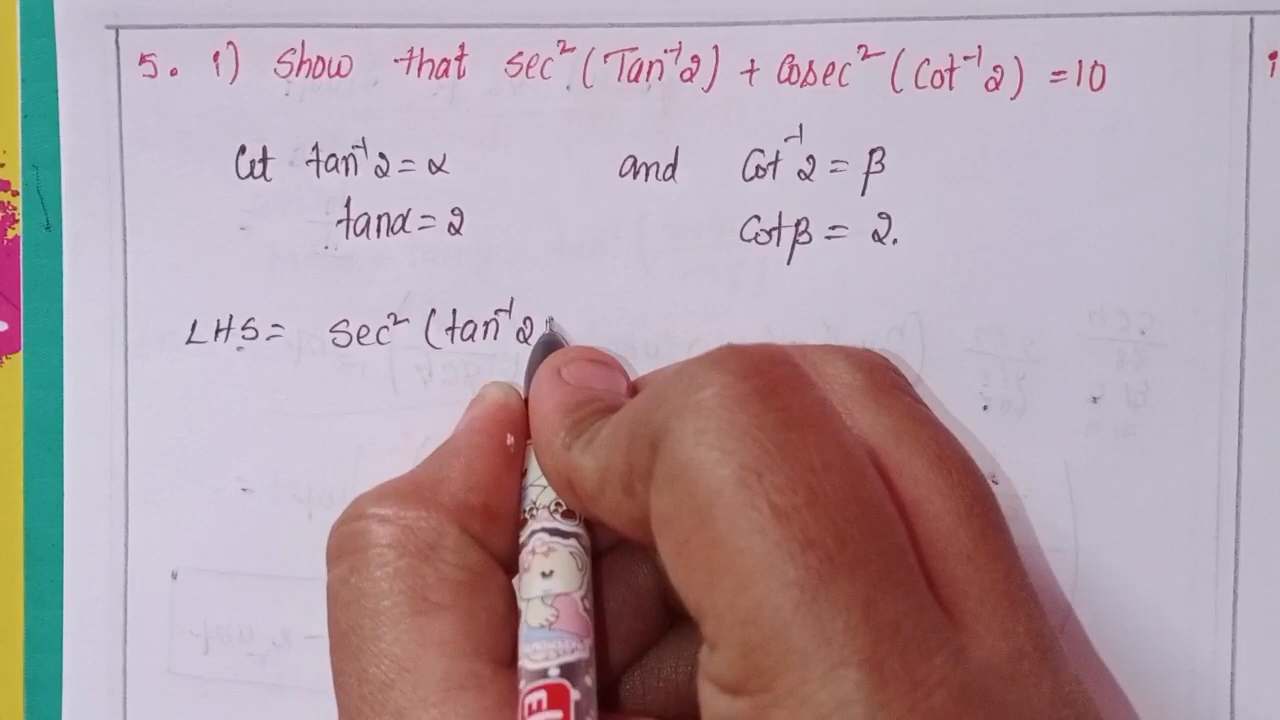 5. i) Show that sec²(Tan⁻¹2) + Cosec²(Cot⁻¹2) = 10
Let tan⁻¹2 = α and Cot⁻¹2 = β
tanα = 2 Cotβ = 2.
LHS = sec² (tan⁻¹2